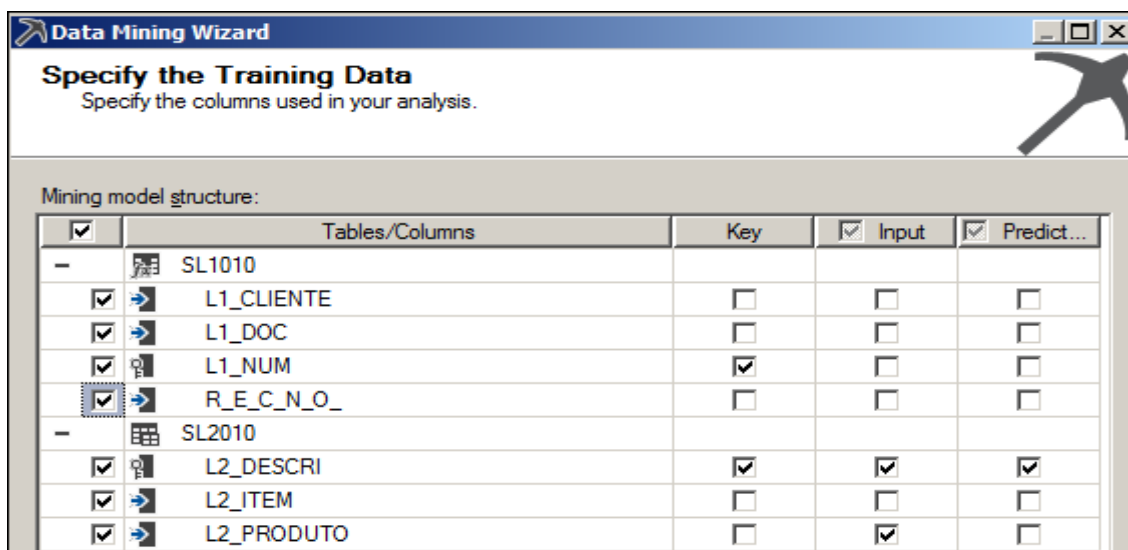 Data Mining Wizard
Specify the Training Data
Specify the columns used in your analysis.
Mining model structure:
Tables/Columns Key Input Predict...
SL1010
L1_CLIENTE
L1_DOC
L1_NUM
R_E_C_N_O_
SL2010
L2_DESCRI
L2_ITEM
L2_PRODUTO